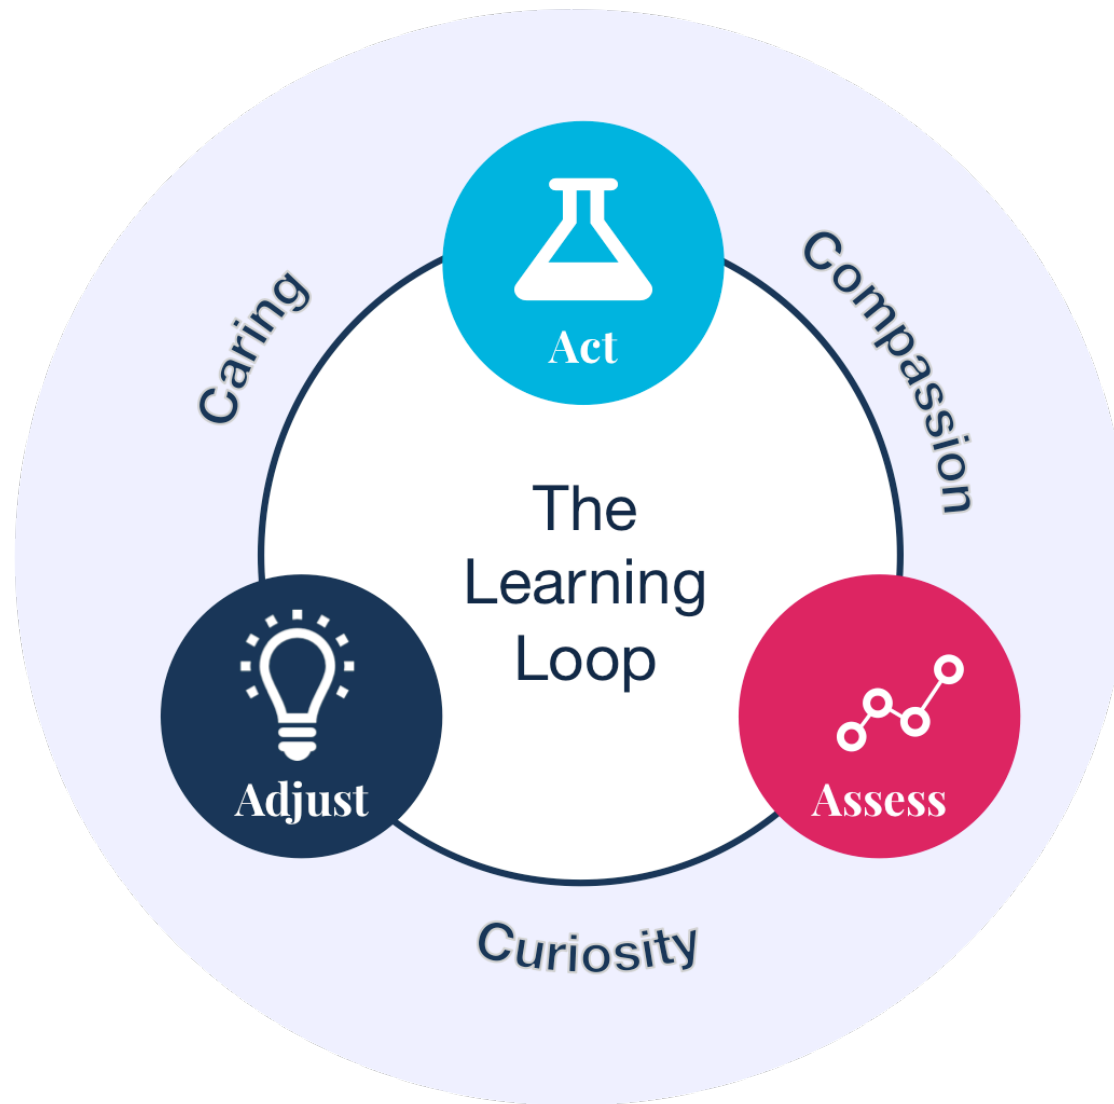 Act
Caring
Compassion
The
Learning
Loop
Adjust
Assess
Curiosity